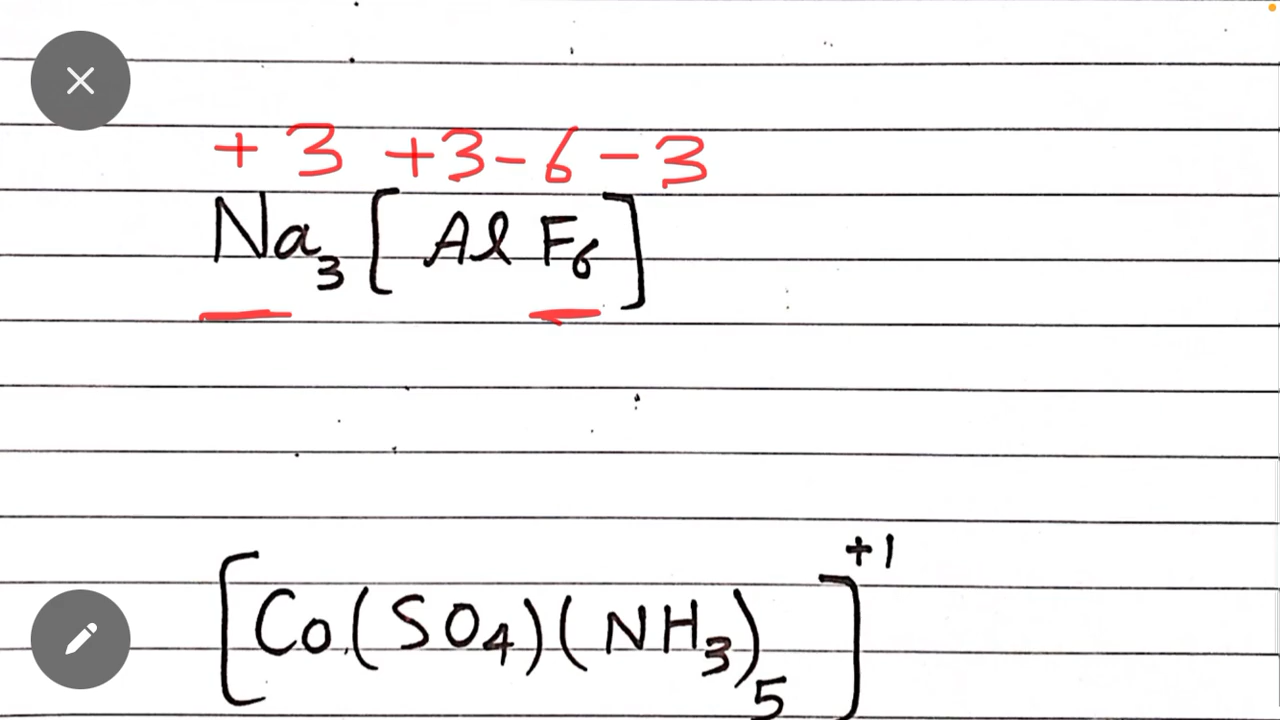 +3 +3-6-3
Na₃[AlF₆]
+1
[Co(SO₄)(NH₃)₅]